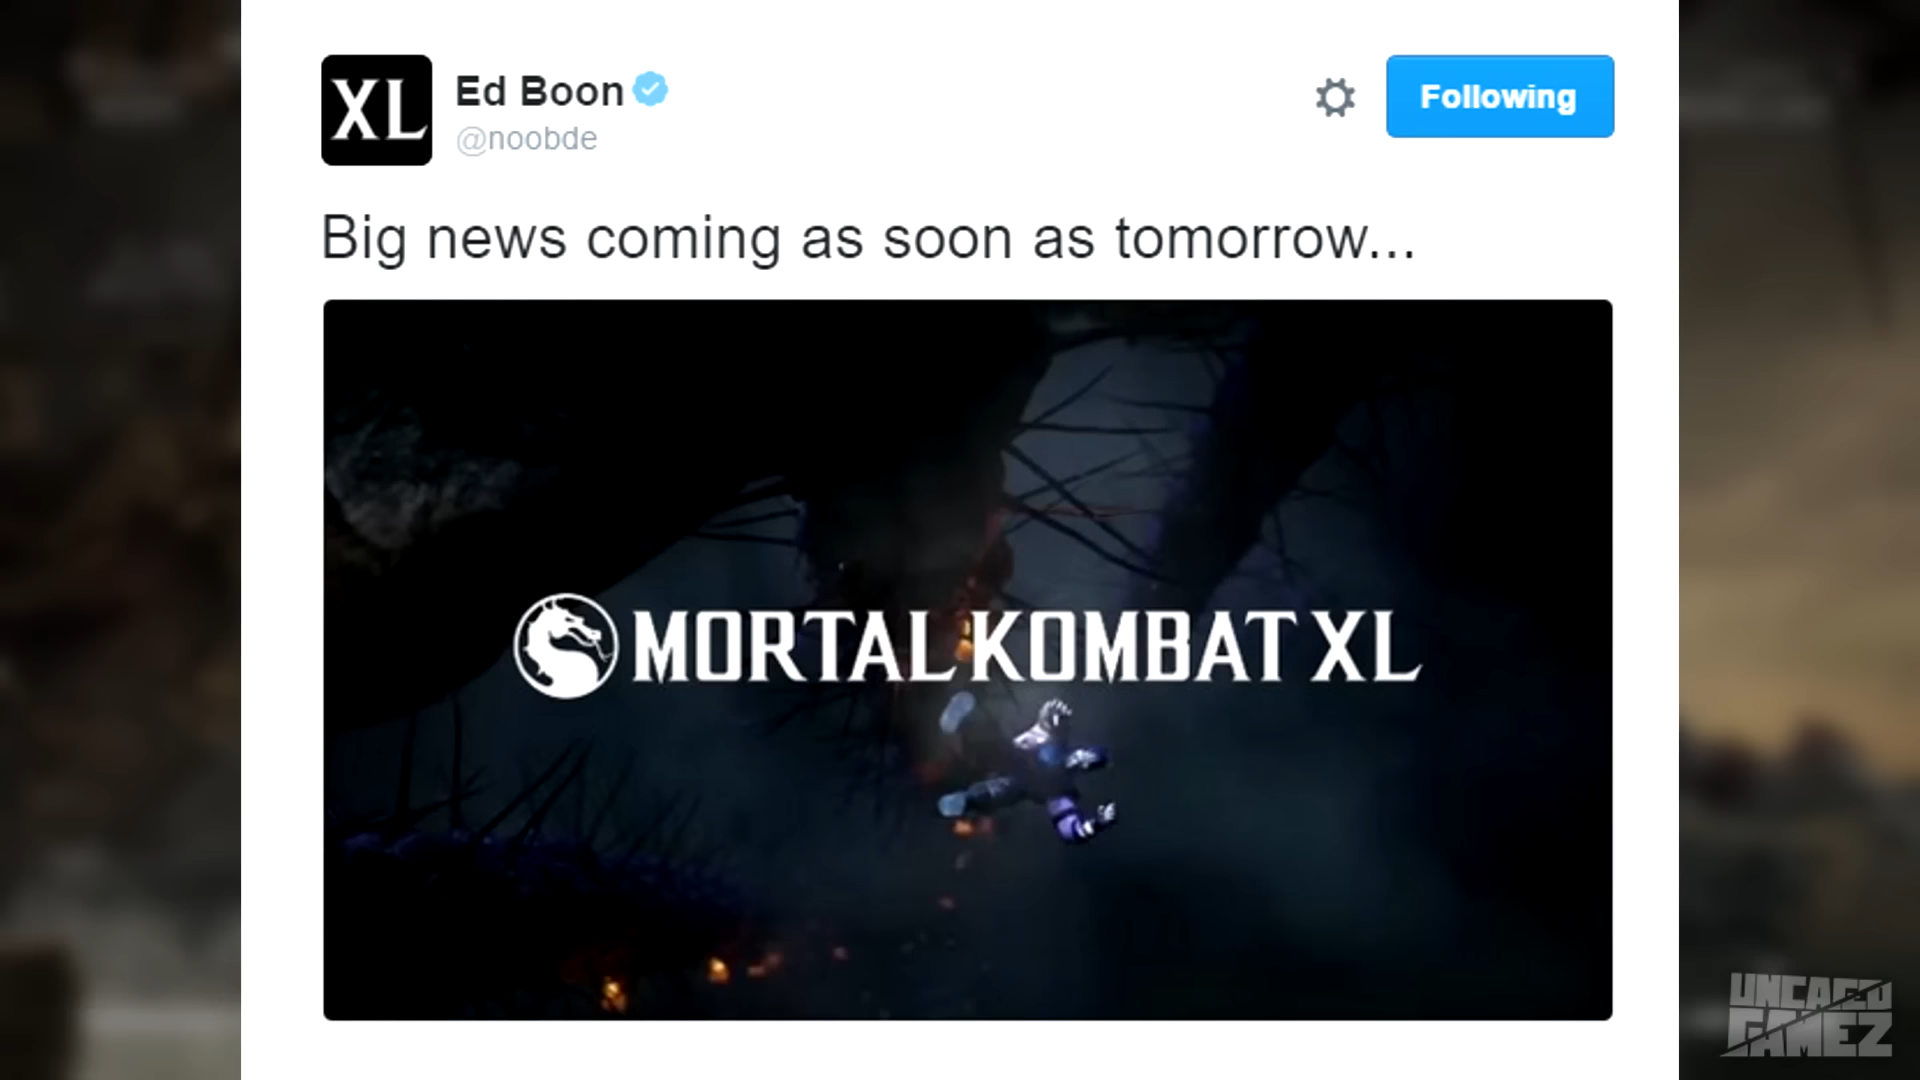 XL
Ed Boon
@noobde
Following
Big news coming as soon as tomorrow...
MORTAL KOMBAT XL
UNCAGED
GAMEZ